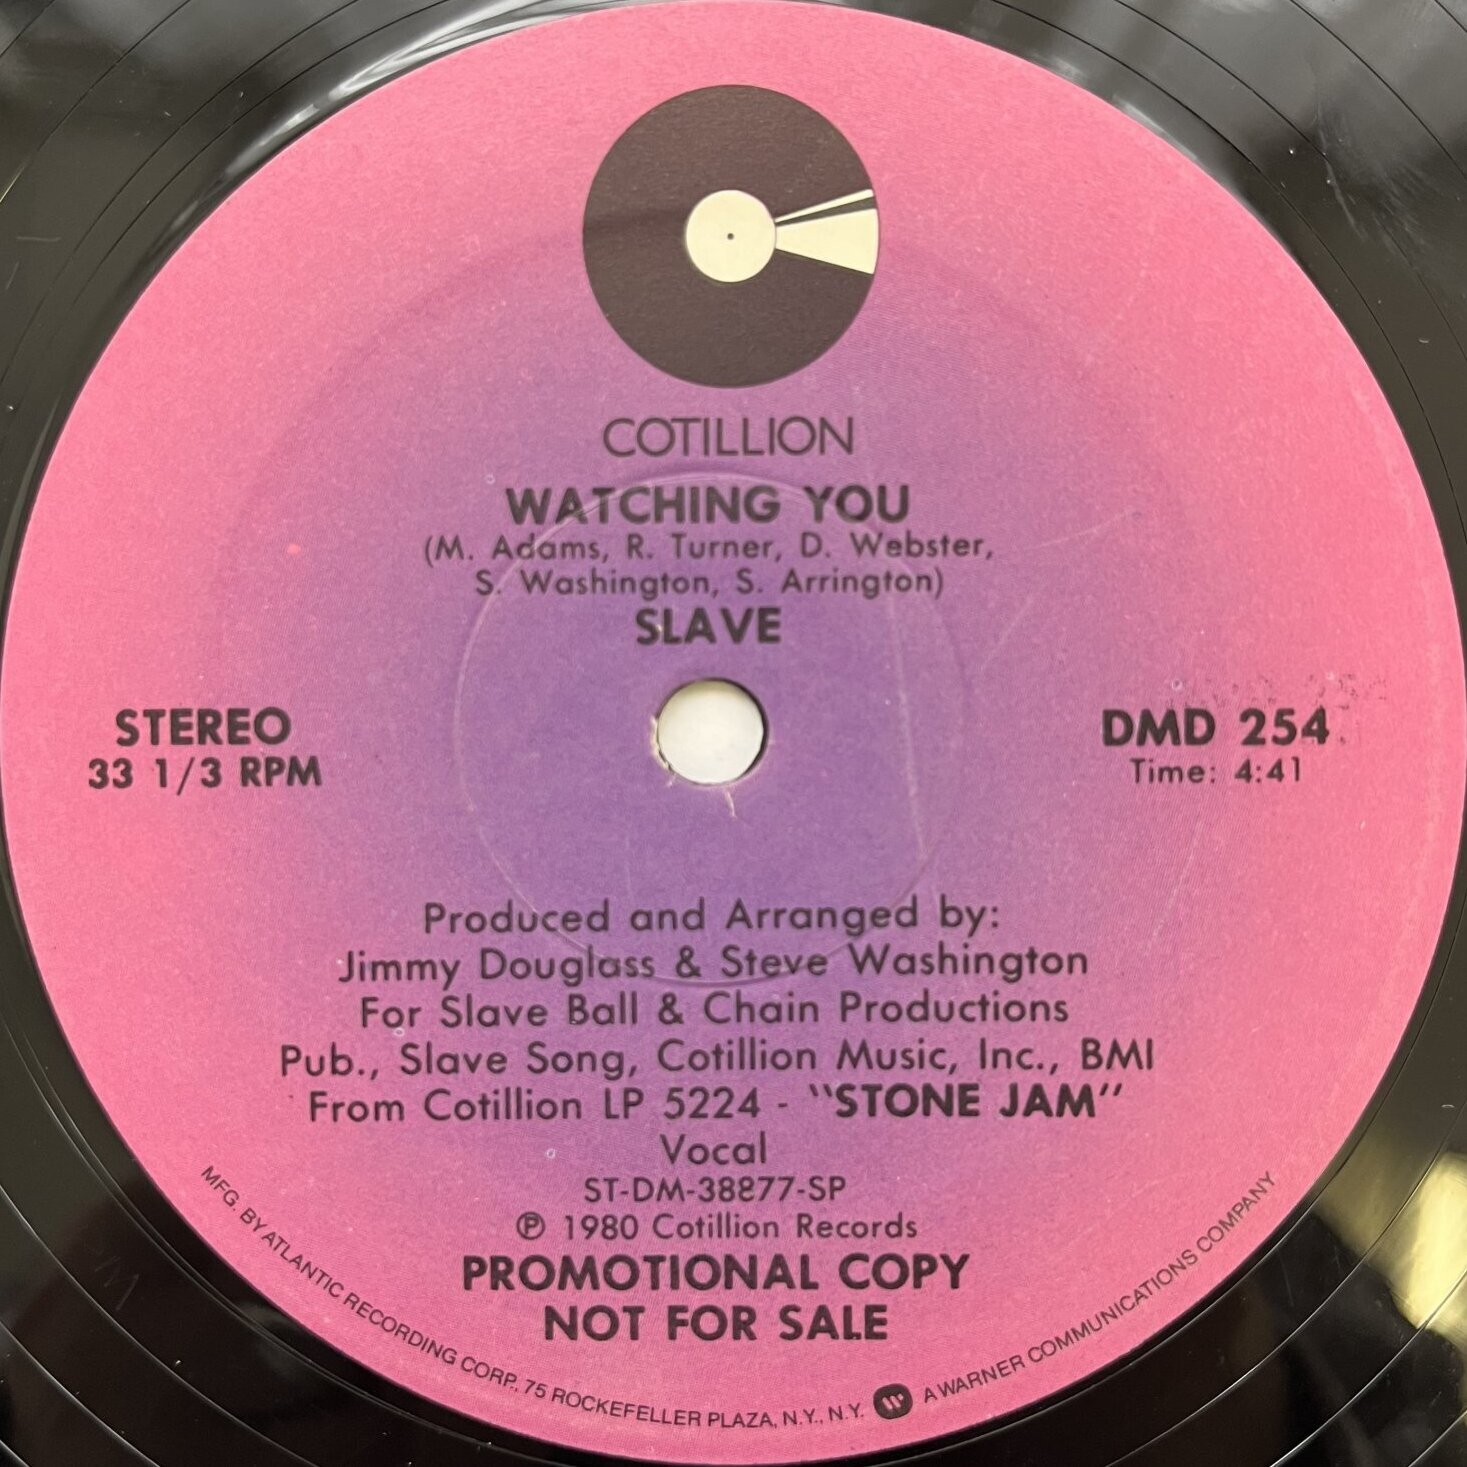 COTILLION
WATCHING YOU
(M. Adams, R. Turner, D. Webster,
S. Washington, S. Arrington)
SLAVE
STEREO
33 1/3 RPM
DMD 254
Time: 4:41
Produced and Arranged by:
Jimmy Douglass & Steve Washington
For Slave Ball & Chain Productions
Pub., Slave Song, Cotillion Music, Inc., BMI
From Cotillion LP 5224 - "STONE JAM"
Vocal
ST-DM-38877-SP
℗ 1980 Cotillion Records
PROMOTIONAL COPY
NOT FOR SALE
MFG. BY ATLANTIC RECORDING CORP., 75 ROCKEFELLER PLAZA, N.Y., N.Y. W A WARNER COMMUNICATIONS COMPANY